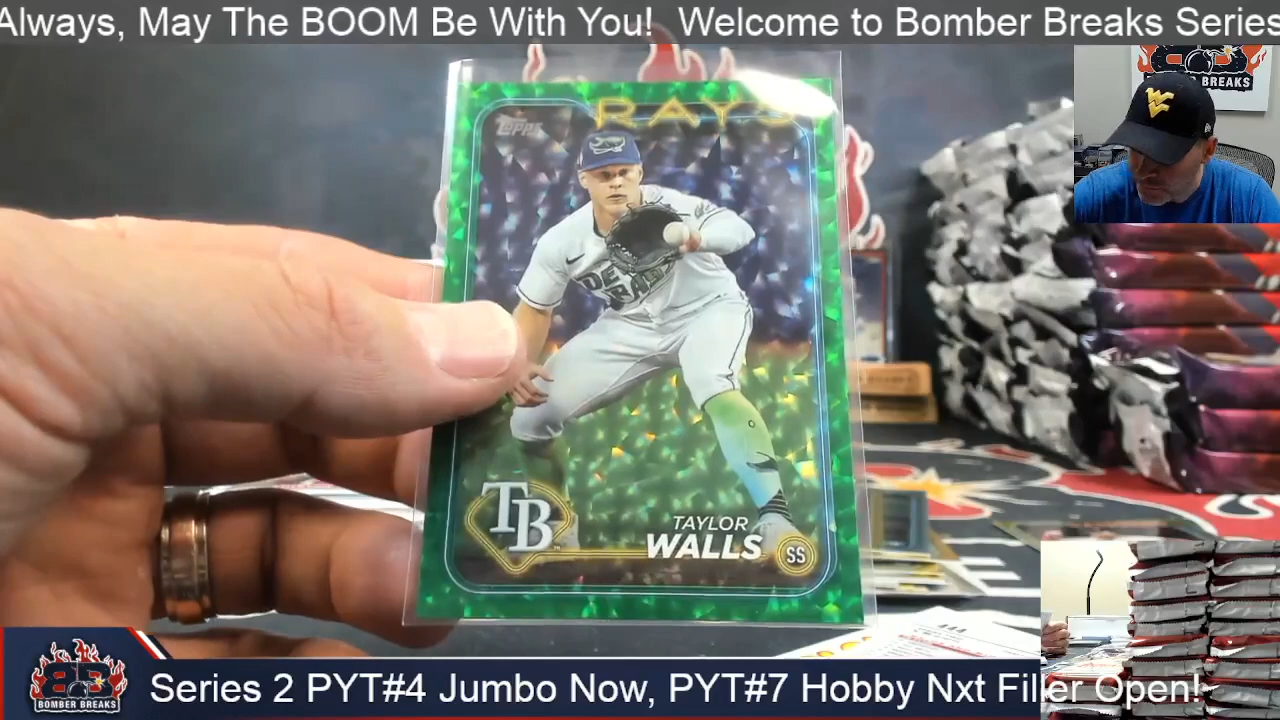 Always, May The BOOM Be With You!  Welcome to Bomber Breaks Series
BREAKS
RAYS
Topps
TB
TAYLOR
WALLS
SS
BOMBER BREAKS
Series 2 PYT#4 Jumbo Now, PYT#7 Hobby Nxt Filler Open!